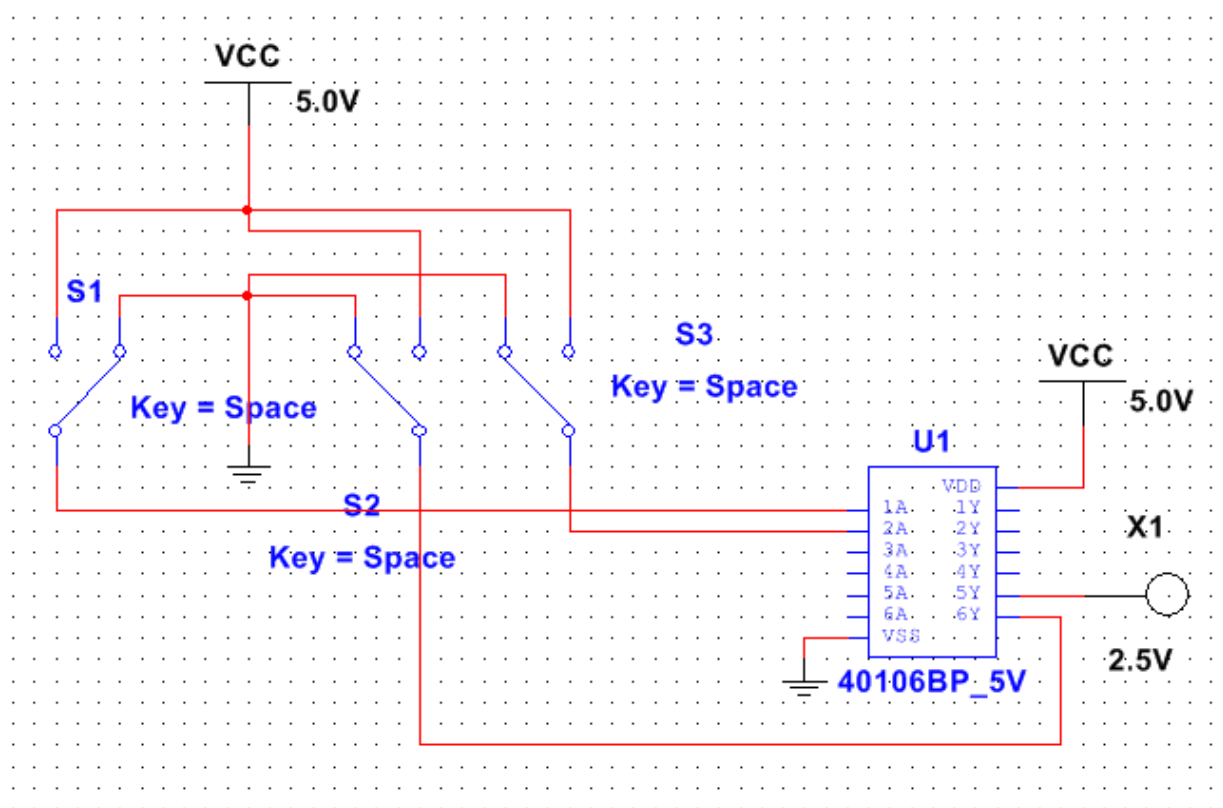 VCC
5.0V
S1
Key = Space
S3
Key = Space
S2
Key = Space
VCC
5.0V
U1
VDD
1A 1Y
2A 2Y
3A 3Y
4A 4Y
5A 5Y
6A 6Y
VSS
40106BP_5V
X1
2.5V